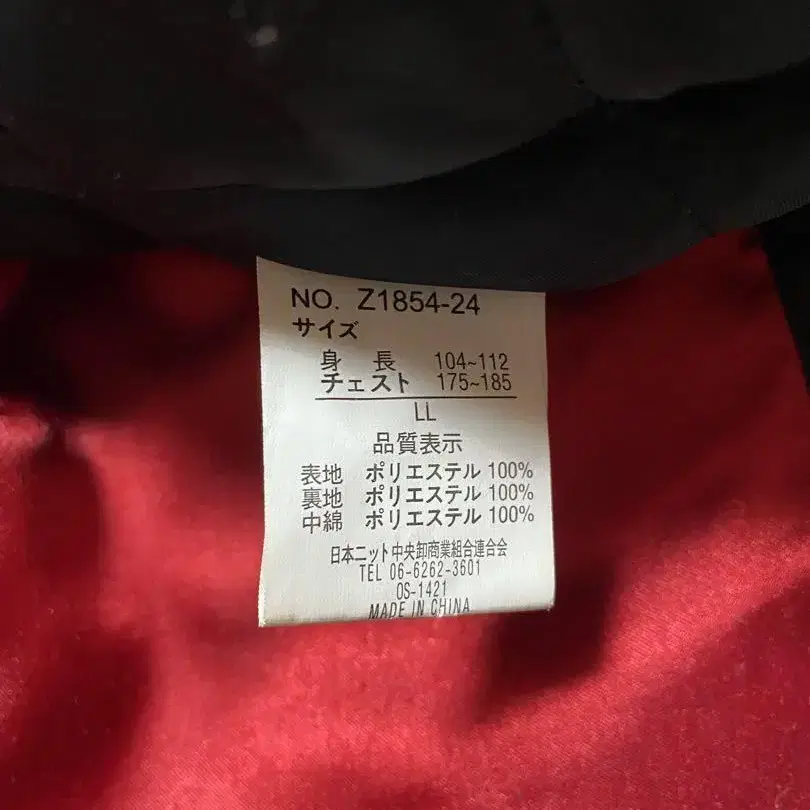 NO. Z1854-24
サイズ
身 長 104~112
チェスト 175~185
LL
品質表示
表地 ポリエステル 100%
裏地 ポリエステル 100%
中綿 ポリエステル 100%
日本ニット中央卸商業組合連合会
TEL 06-6262-3601
OS-1421
MADE IN CHINA